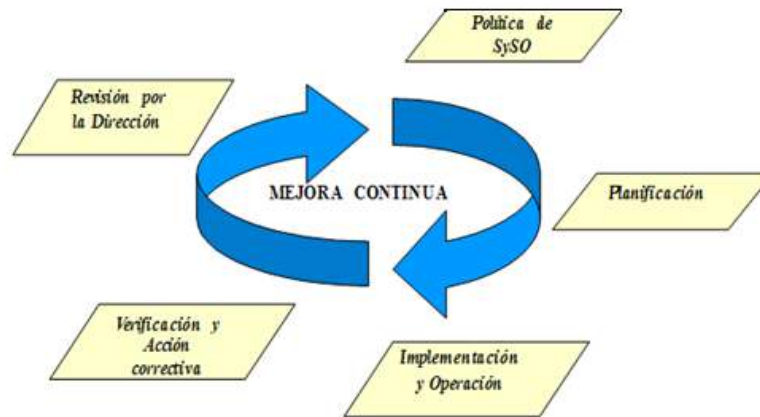 Política de
SySO
Revisión por
la Dirección
MEJORA CONTINUA
Planificación
Verificación y
Acción
correctiva
Implementación
y Operación